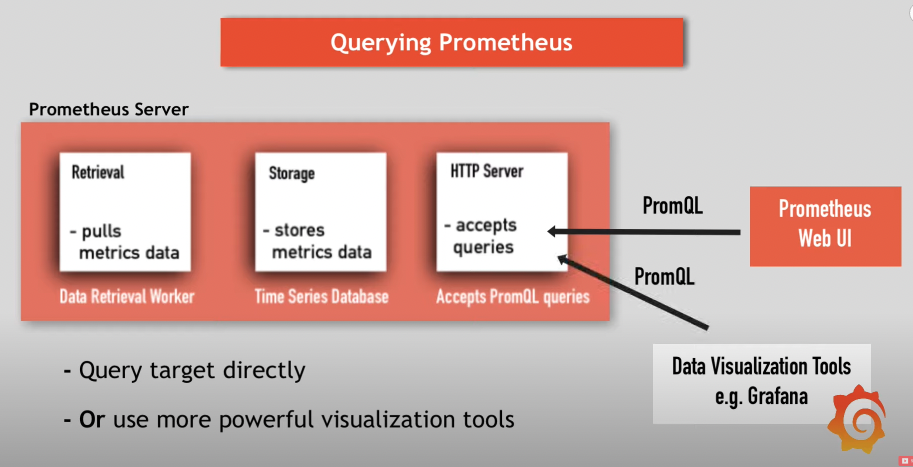 Querying Prometheus
Prometheus Server
Retrieval
- pulls
metrics data
Data Retrieval Worker
Storage
- stores
metrics data
Time Series Database
HTTP Server
- accepts
queries
Accepts PromQL queries
PromQL
Prometheus
Web UI
PromQL
Data Visualization Tools
e.g. Grafana
- Query target directly
- Or use more powerful visualization tools